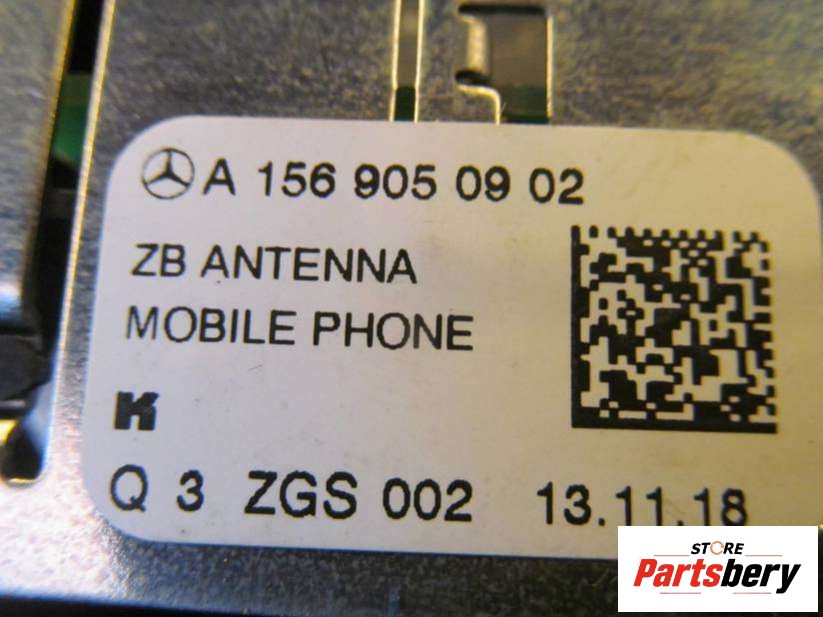 A 156 905 09 02
ZB ANTENNA
MOBILE PHONE
K
Q 3 ZGS 002 13.11.18
STORE
Partsbery